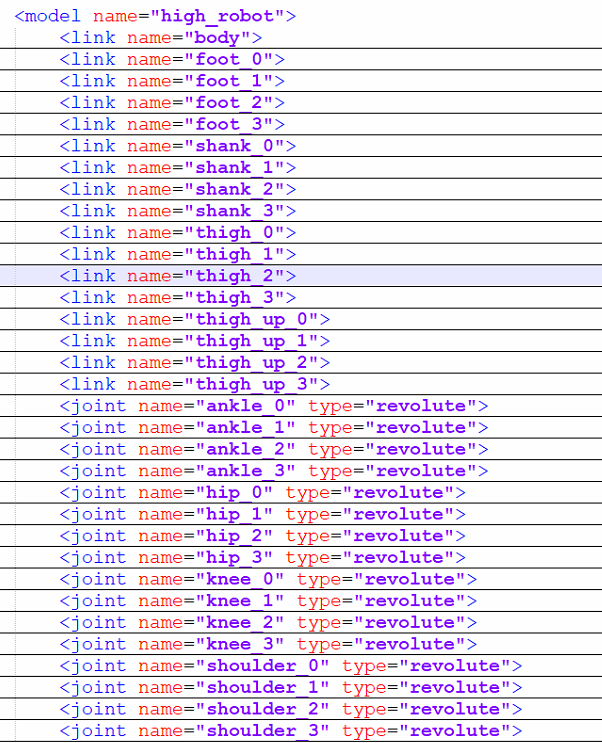 <model name="high_robot">
<link name="body">
<link name="foot_0">
<link name="foot_1">
<link name="foot_2">
<link name="foot_3">
<link name="shank_0">
<link name="shank_1">
<link name="shank_2">
<link name="shank_3">
<link name="thigh_0">
<link name="thigh_1">
<link name="thigh_2">
<link name="thigh_3">
<link name="thigh_up_0">
<link name="thigh_up_1">
<link name="thigh_up_2">
<link name="thigh_up_3">
<joint name="ankle_0" type="revolute">
<joint name="ankle_1" type="revolute">
<joint name="ankle_2" type="revolute">
<joint name="ankle_3" type="revolute">
<joint name="hip_0" type="revolute">
<joint name="hip_1" type="revolute">
<joint name="hip_2" type="revolute">
<joint name="hip_3" type="revolute">
<joint name="knee_0" type="revolute">
<joint name="knee_1" type="revolute">
<joint name="knee_2" type="revolute">
<joint name="knee_3" type="revolute">
<joint name="shoulder_0" type="revolute">
<joint name="shoulder_1" type="revolute">
<joint name="shoulder_2" type="revolute">
<joint name="shoulder_3" type="revolute">